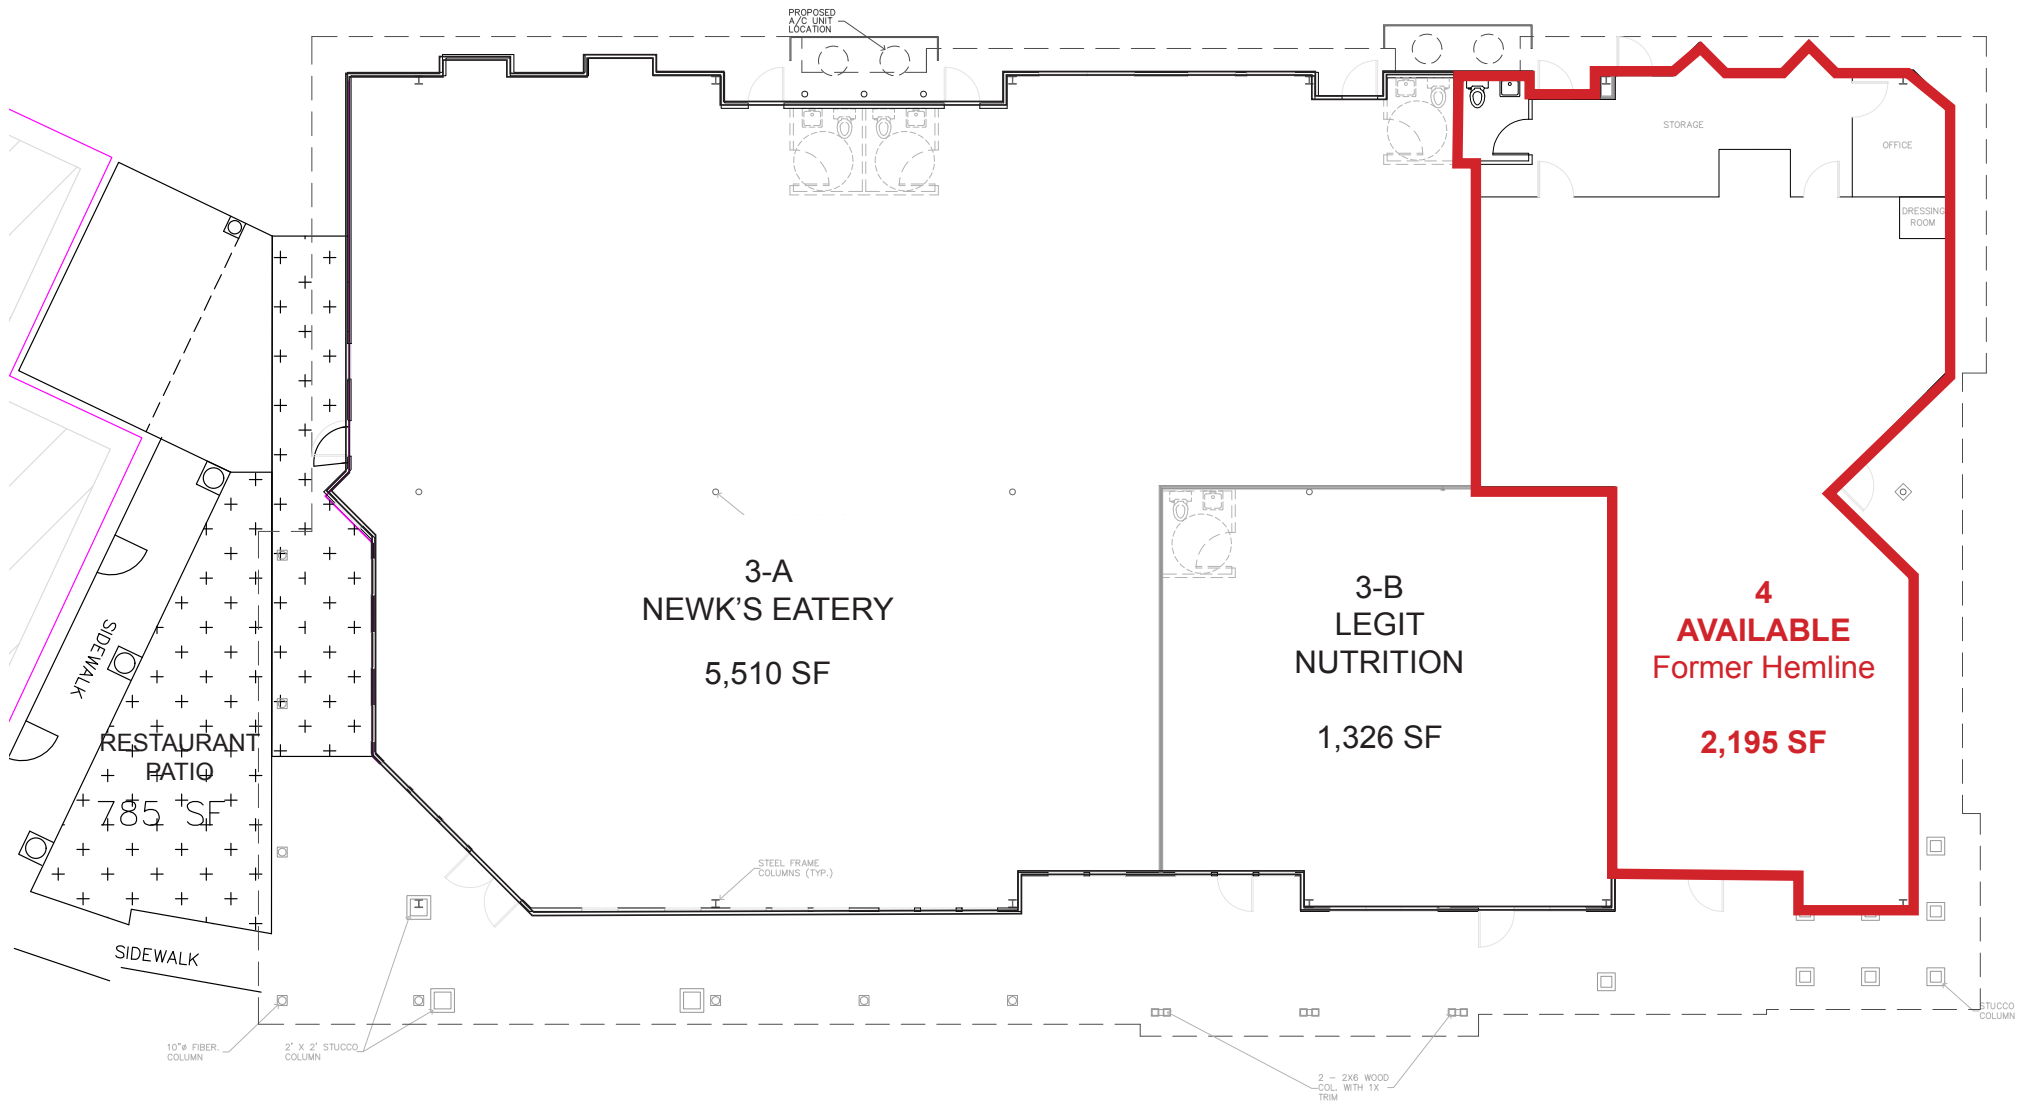 PROPOSED
A/C UNIT
LOCATION
STORAGE
OFFICE
DRESSING
ROOM
3-A
NEWK'S EATERY
5,510 SF
3-B
LEGIT
NUTRITION
1,326 SF
4
AVAILABLE
Former Hemline
2,195 SF
SIDEWALK
RESTAURANT
PATIO
785 SF
STEEL FRAME
COLUMNS (TYP.)
SIDEWALK
10"ø FIBER.
COLUMN
2' X 2' STUCCO
COLUMN
2 - 2X6 WOOD
COL. WITH 1X
TRIM
STUCCO
COLUMN